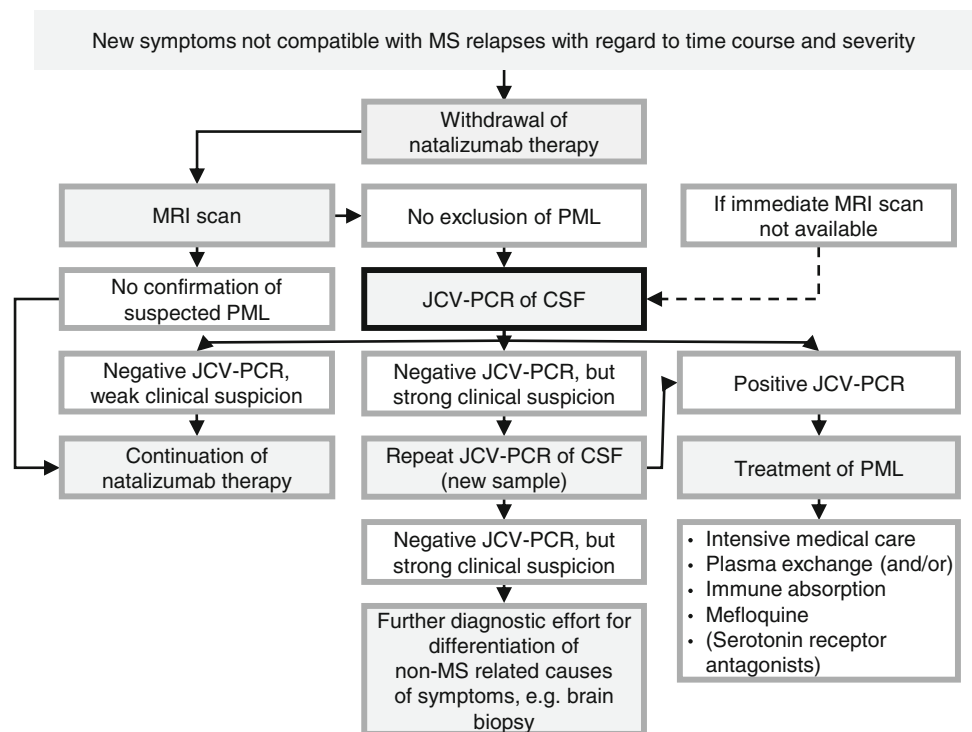 New symptoms not compatible with MS relapses with regard to time course and severity
Withdrawal of
natalizumab therapy
MRI scan
No exclusion of PML
If immediate MRI scan
not available
No confirmation of
suspected PML
JCV-PCR of CSF
Negative JCV-PCR,
weak clinical suspicion
Negative JCV-PCR, but
strong clinical suspicion
Positive JCV-PCR
Continuation of
natalizumab therapy
Repeat JCV-PCR of CSF
(new sample)
Treatment of PML
Negative JCV-PCR, but
strong clinical suspicion
• Intensive medical care
• Plasma exchange (and/or)
• Immune absorption
• Mefloquine
• (Serotonin receptor
antagonists)
Further diagnostic effort for
differentiation of
non-MS related causes
of symptoms, e.g. brain
biopsy